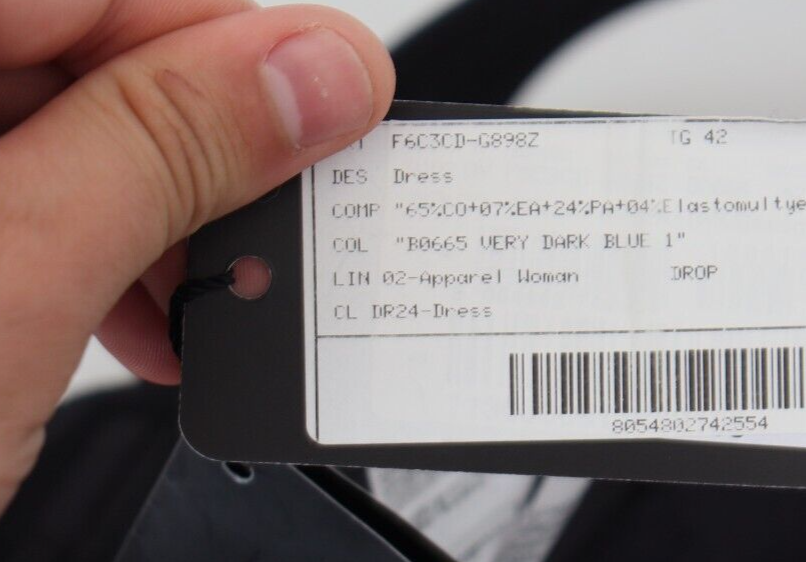 F6C3CD-G898Z IG 42
DES Dress
COMP "65%CO+07%EA+24%PA+04%Elastomultye
COL "B0665 VERY DARK BLUE 1"
LIN 02-Apparel Woman DROP
CL DR24-Dress
8054802742554